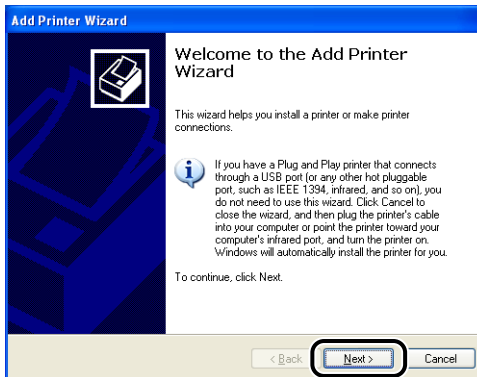 Add Printer Wizard
Welcome to the Add Printer
Wizard
This wizard helps you install a printer or make printer
connections.
If you have a Plug and Play printer that connects
through a USB port (or any other hot pluggable
port, such as IEEE 1394, infrared, and so on), you
do not need to use this wizard. Click Cancel to
close the wizard, and then plug the printer's cable
into your computer or point the printer toward your
computer's infrared port, and turn the printer on.
Windows will automatically install the printer for you.
To continue, click Next.
< Back
Next >
Cancel